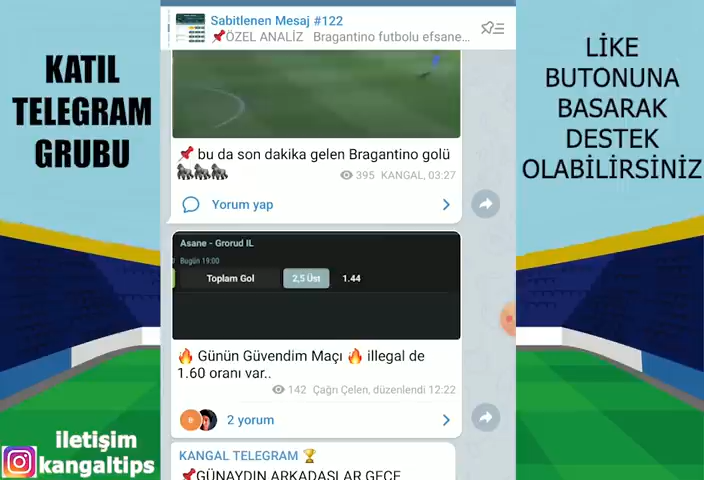 KATIL
TELEGRAM
GRUBU
Sabitlenen Mesaj #122
📌ÖZEL ANALİZ Bragantino futbolu efsane...
📌 bu da son dakika gelen Bragantino golü
🦍🦍🦍
395 KANGAL, 03:27
Yorum yap
Asane - Grorud IL
Bugün 19:00
Toplam Gol 2,5 Üst 1.44
🔥 Günün Güvendim Maçı 🔥 illegal de
1.60 oranı var..
142 Çağrı Çelen, düzenlendi 12:22
2 yorum
KANGAL TELEGRAM 🏆
📌GÜNAYDIN ARKADAŞLAR GECE
LİKE
BUTONUNA
BASARAK
DESTEK
OLABİLİRSİNİZ
iletişim
kangaltips